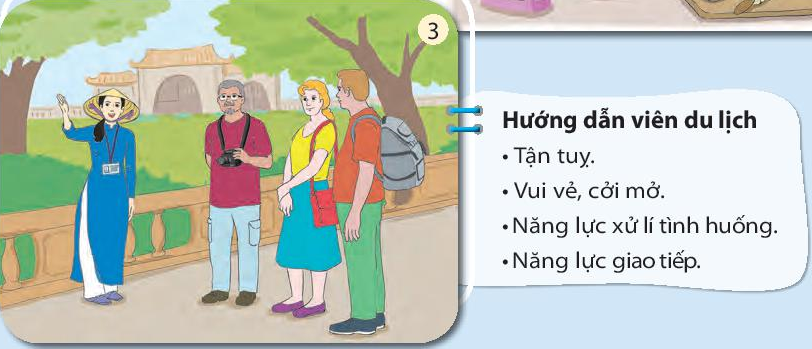 3
Hướng dẫn viên du lịch
• Tận tuỵ.
• Vui vẻ, cởi mở.
• Năng lực xử lí tình huống.
• Năng lực giao tiếp.